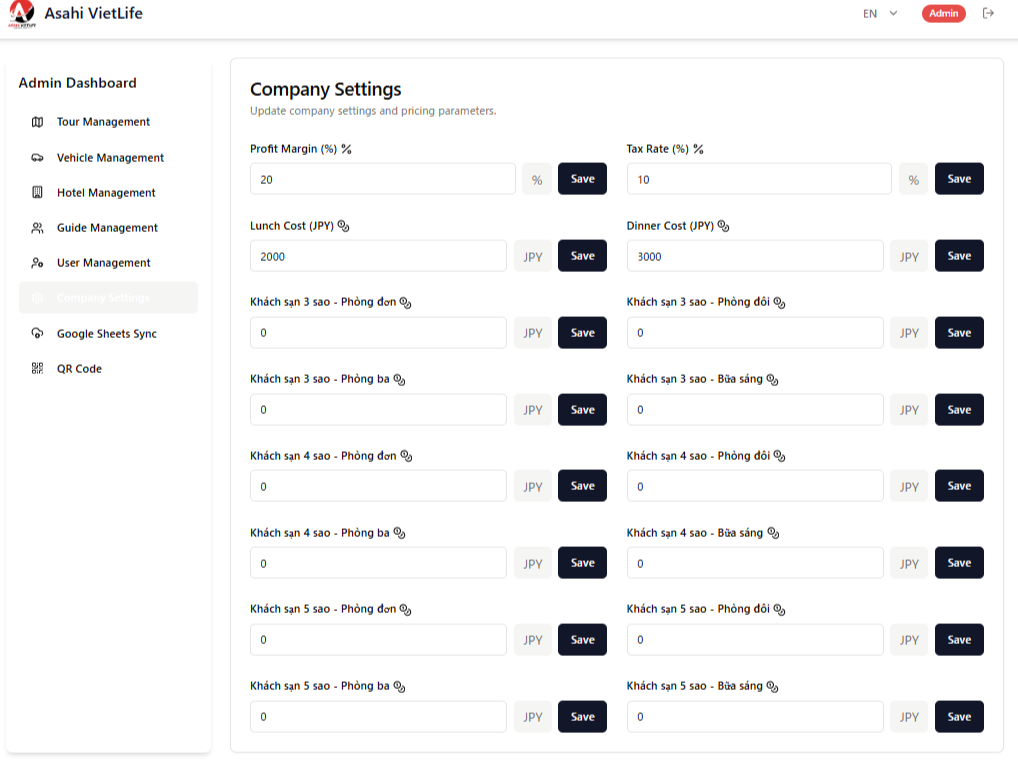 Asahi VietLife
EN
Admin
Admin Dashboard
Tour Management
Vehicle Management
Hotel Management
Guide Management
User Management
Company Settings
Google Sheets Sync
QR Code
Company Settings
Update company settings and pricing parameters.
Profit Margin (%) %
20 % Save
Tax Rate (%) %
10 % Save
Lunch Cost (JPY)
2000 JPY Save
Dinner Cost (JPY)
3000 JPY Save
Khách sạn 3 sao - Phòng đơn
0 JPY Save
Khách sạn 3 sao - Phòng đôi
0 JPY Save
Khách sạn 3 sao - Phòng ba
0 JPY Save
Khách sạn 3 sao - Bữa sáng
0 JPY Save
Khách sạn 4 sao - Phòng đơn
0 JPY Save
Khách sạn 4 sao - Phòng đôi
0 JPY Save
Khách sạn 4 sao - Phòng ba
0 JPY Save
Khách sạn 4 sao - Bữa sáng
0 JPY Save
Khách sạn 5 sao - Phòng đơn
0 JPY Save
Khách sạn 5 sao - Phòng đôi
0 JPY Save
Khách sạn 5 sao - Phòng ba
0 JPY Save
Khách sạn 5 sao - Bữa sáng
0 JPY Save